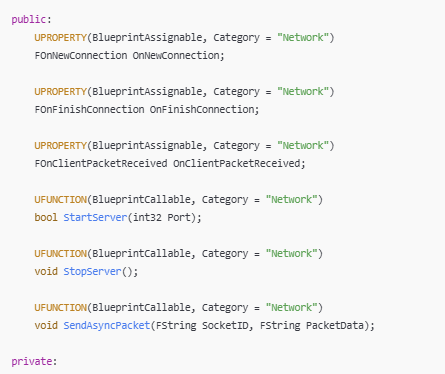 public:
UPROPERTY(BlueprintAssignable, Category = "Network")
FOnNewConnection OnNewConnection;
UPROPERTY(BlueprintAssignable, Category = "Network")
FOnFinishConnection OnFinishConnection;
UPROPERTY(BlueprintAssignable, Category = "Network")
FOnClientPacketReceived OnClientPacketReceived;
UFUNCTION(BlueprintCallable, Category = "Network")
bool StartServer(int32 Port);
UFUNCTION(BlueprintCallable, Category = "Network")
void StopServer();
UFUNCTION(BlueprintCallable, Category = "Network")
void SendAsyncPacket(FString SocketID, FString PacketData);
private: